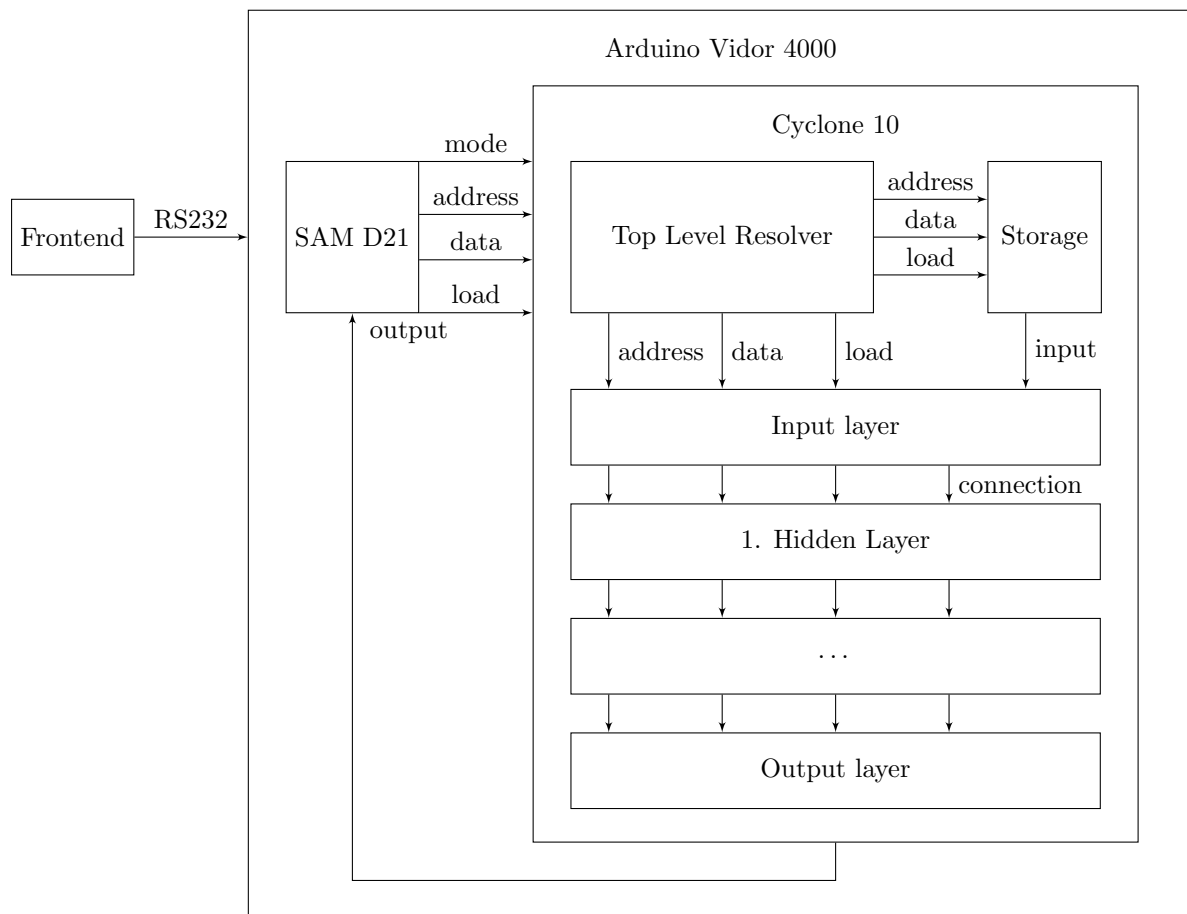 Arduino Vidor 4000
Cyclone 10
Frontend
RS232
SAM D21
mode
address
data
load
output
Top Level Resolver
address
data
load
Storage
address
data
load
input
Input layer
connection
1. Hidden Layer
. . .
Output layer